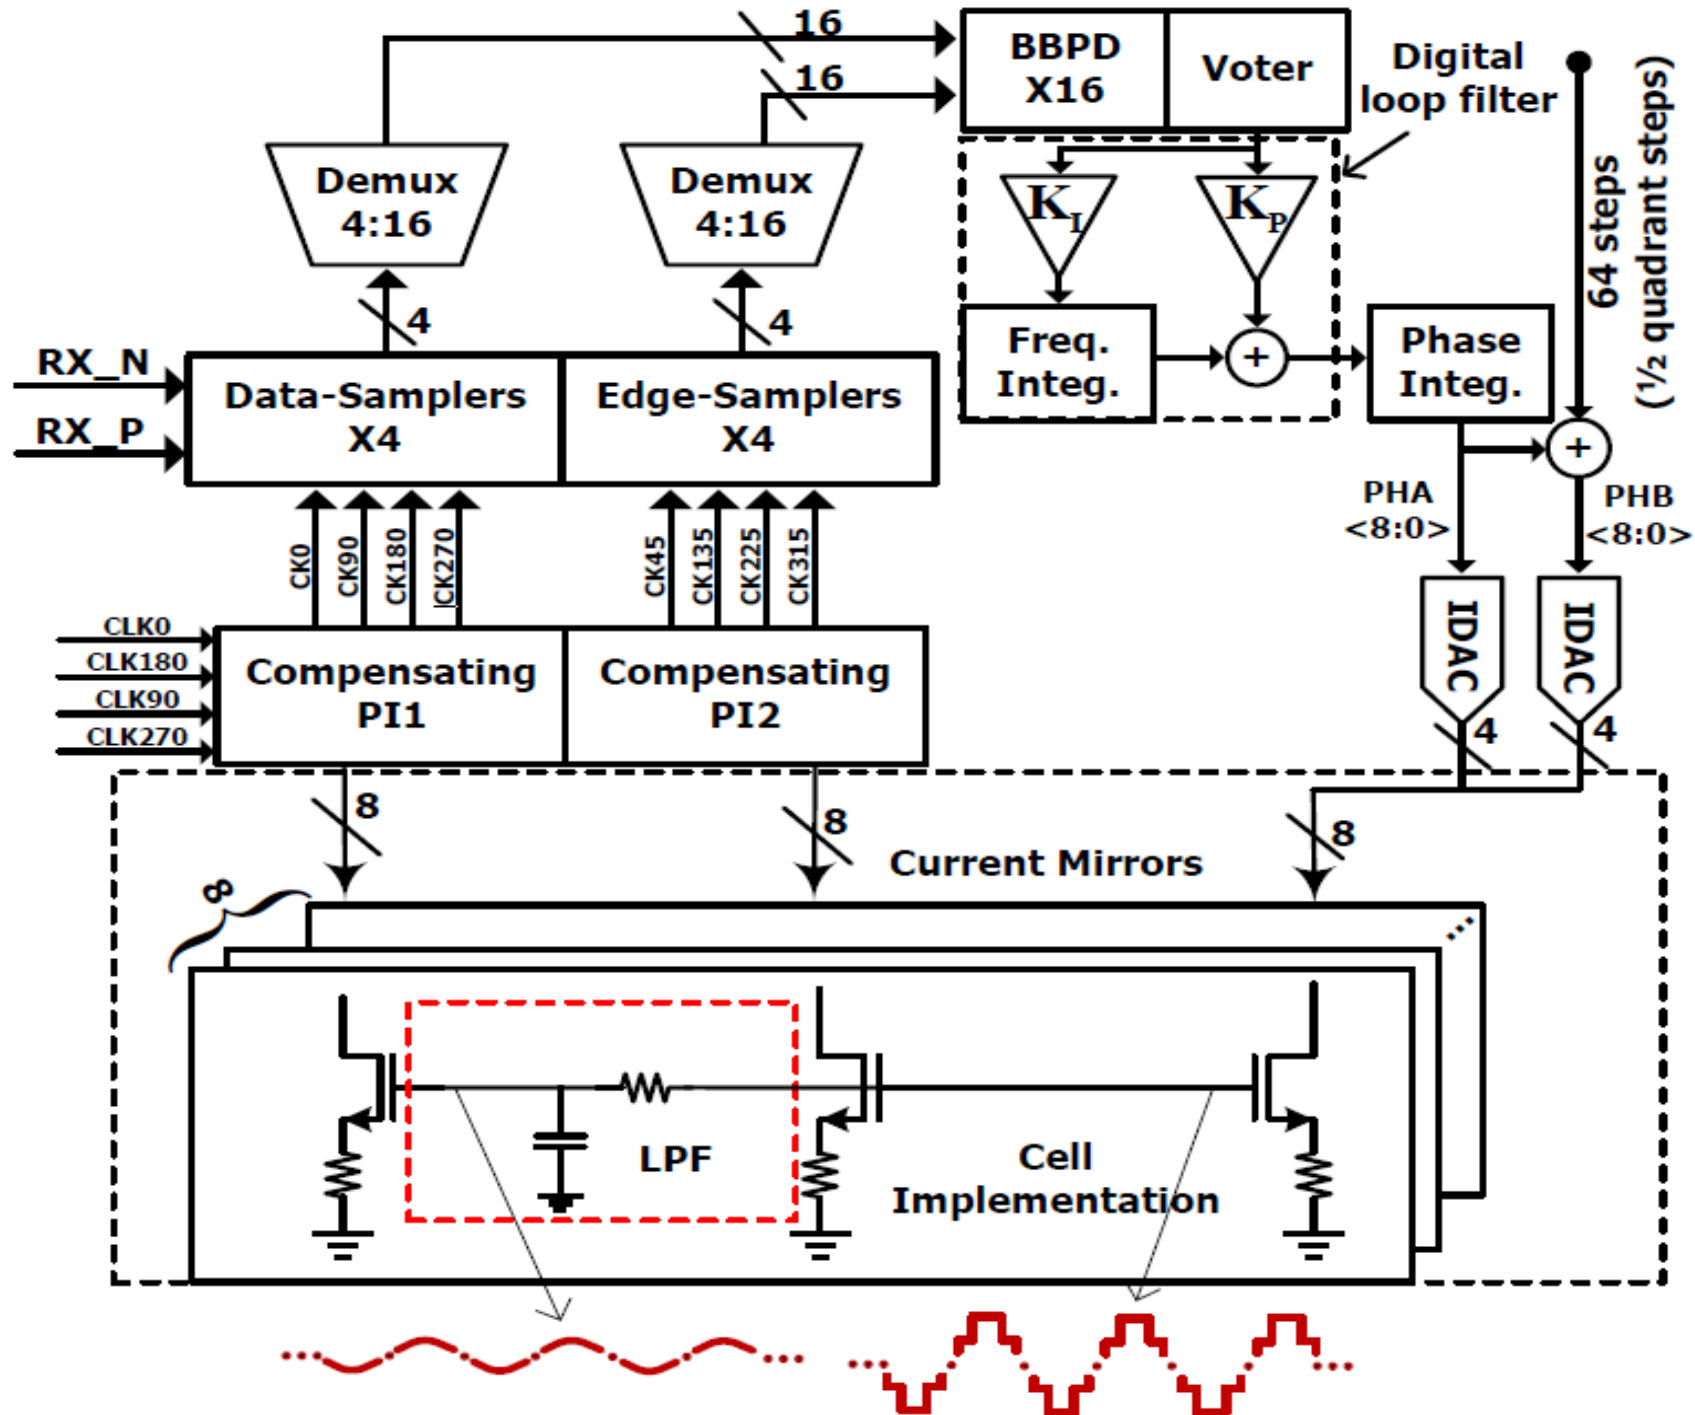 16
16
BBPD
X16
Voter
Digital
loop filter
64 steps
(½ quadrant steps)
Demux
4:16
Demux
4:16
K_I
K_P
4
4
RX_N
RX_P
Data-Samplers
X4
Edge-Samplers
X4
Freq.
Integ.
+
Phase
Integ.
+
PHA
<8:0>
PHB
<8:0>
CK0
CK90
CK180
CK270
CK45
CK135
CK225
CK315
CLK0
CLK180
CLK90
CLK270
Compensating
PI1
Compensating
PI2
IDAC
IDAC
4
4
8
8
8
Current Mirrors
8
...
LPF
Cell
Implementation